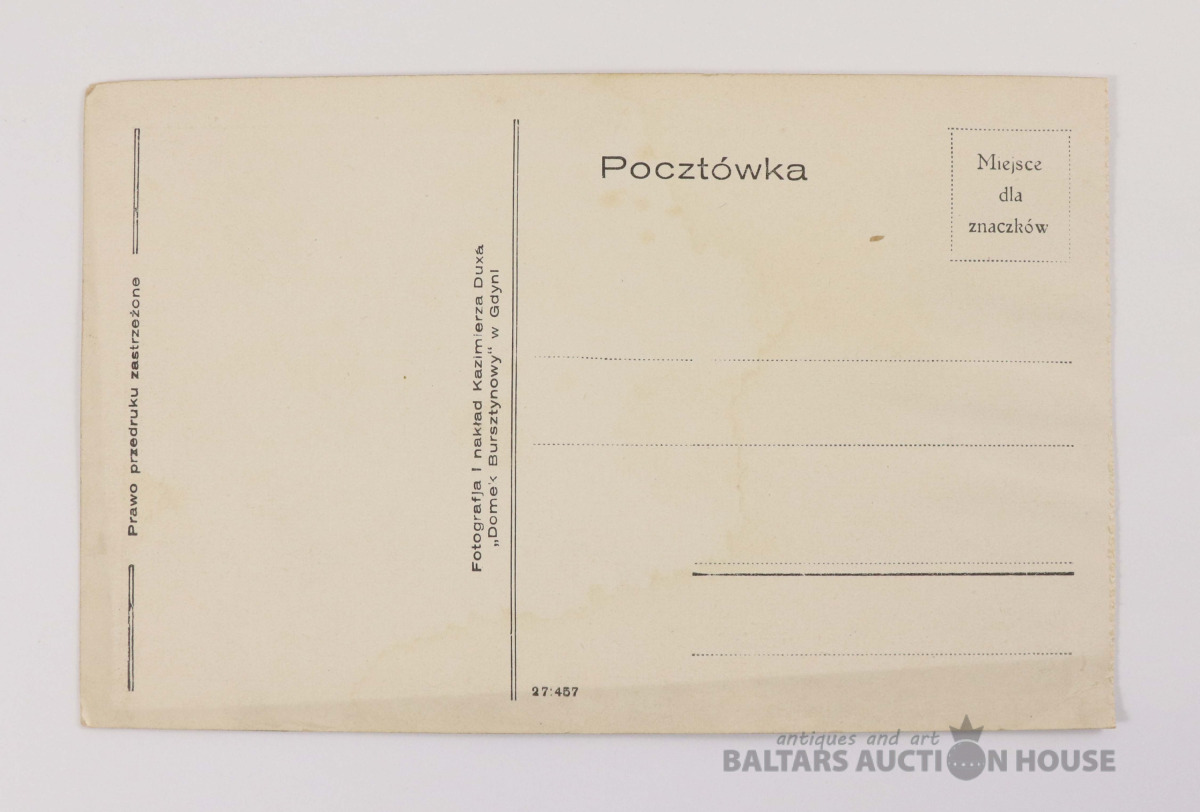 Prawo przedruku zastrzeżone
Fotografja i nakład Kazimierza Duxa
„Domek Bursztynowy“ w Gdyni
Pocztówka
Miejsce
dla
znaczków
27:457
antiques and art
BALTARS AUCTION HOUSE